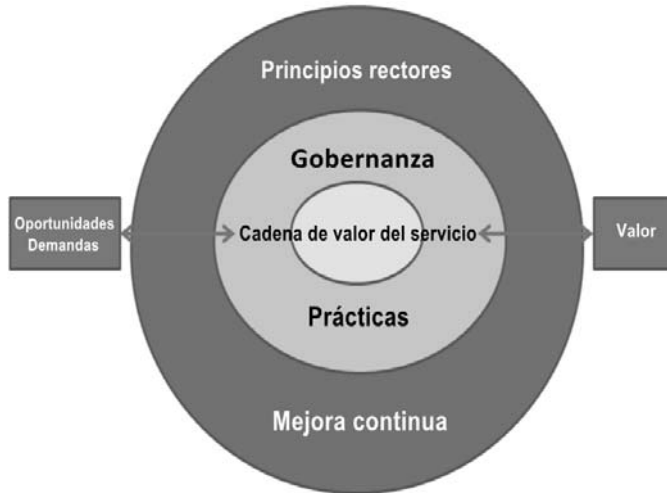 Principios rectores
Gobernanza
Oportunidades
Demandas
Cadena de valor del servicio
Valor
Prácticas
Mejora continua